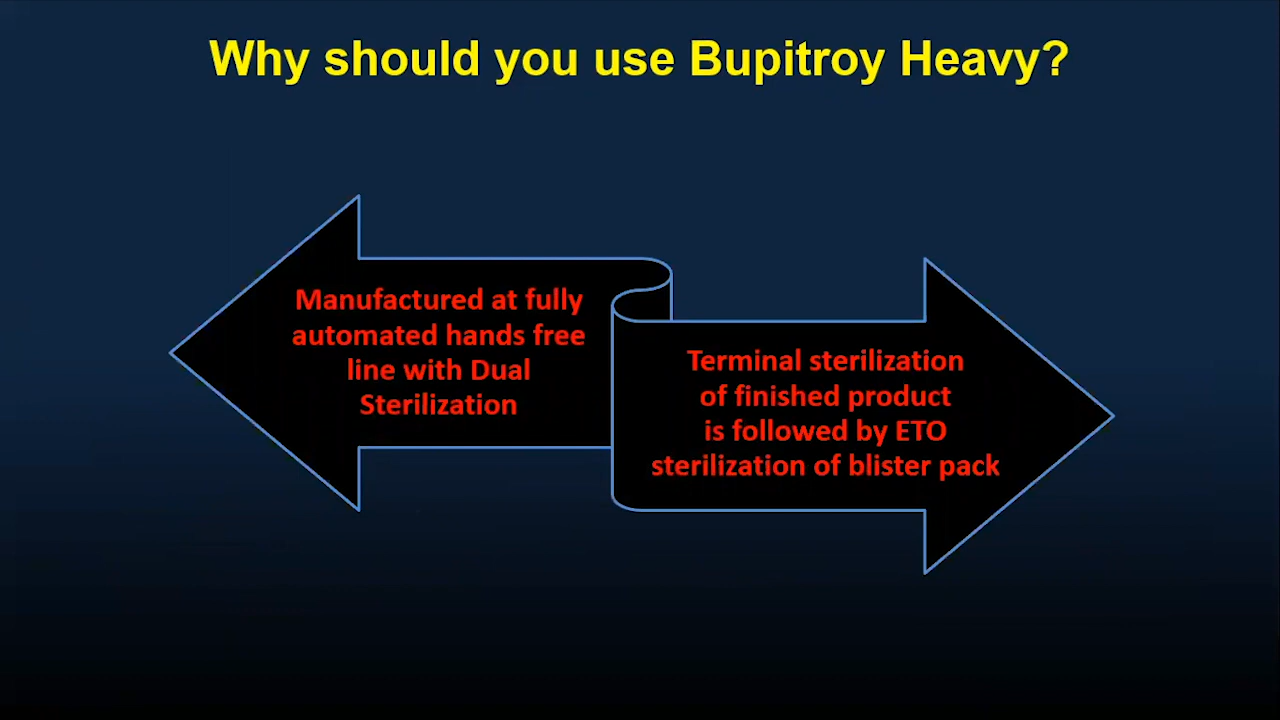 Why should you use Bupitroy Heavy?
Manufactured at fully
automated hands free
line with Dual
Sterilization
Terminal sterilization
of finished product
is followed by ETO
sterilization of blister pack